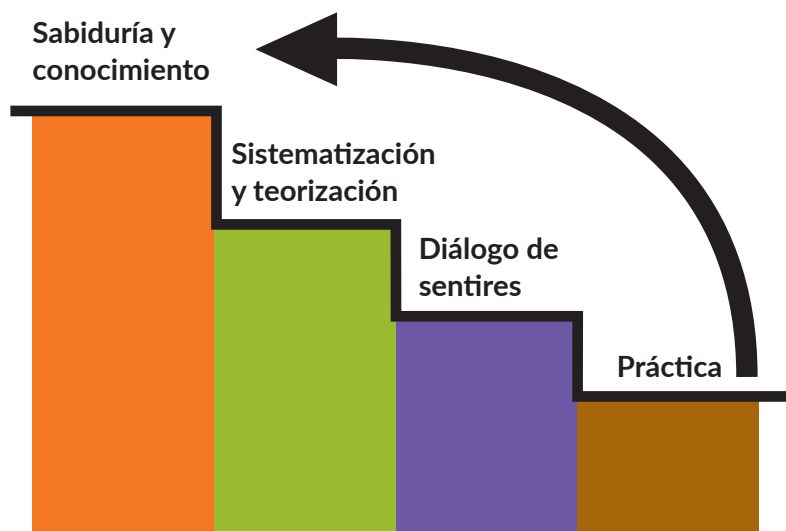 Sabiduría y
conocimiento
Sistematización
y teorización
Diálogo de
sentires
Práctica